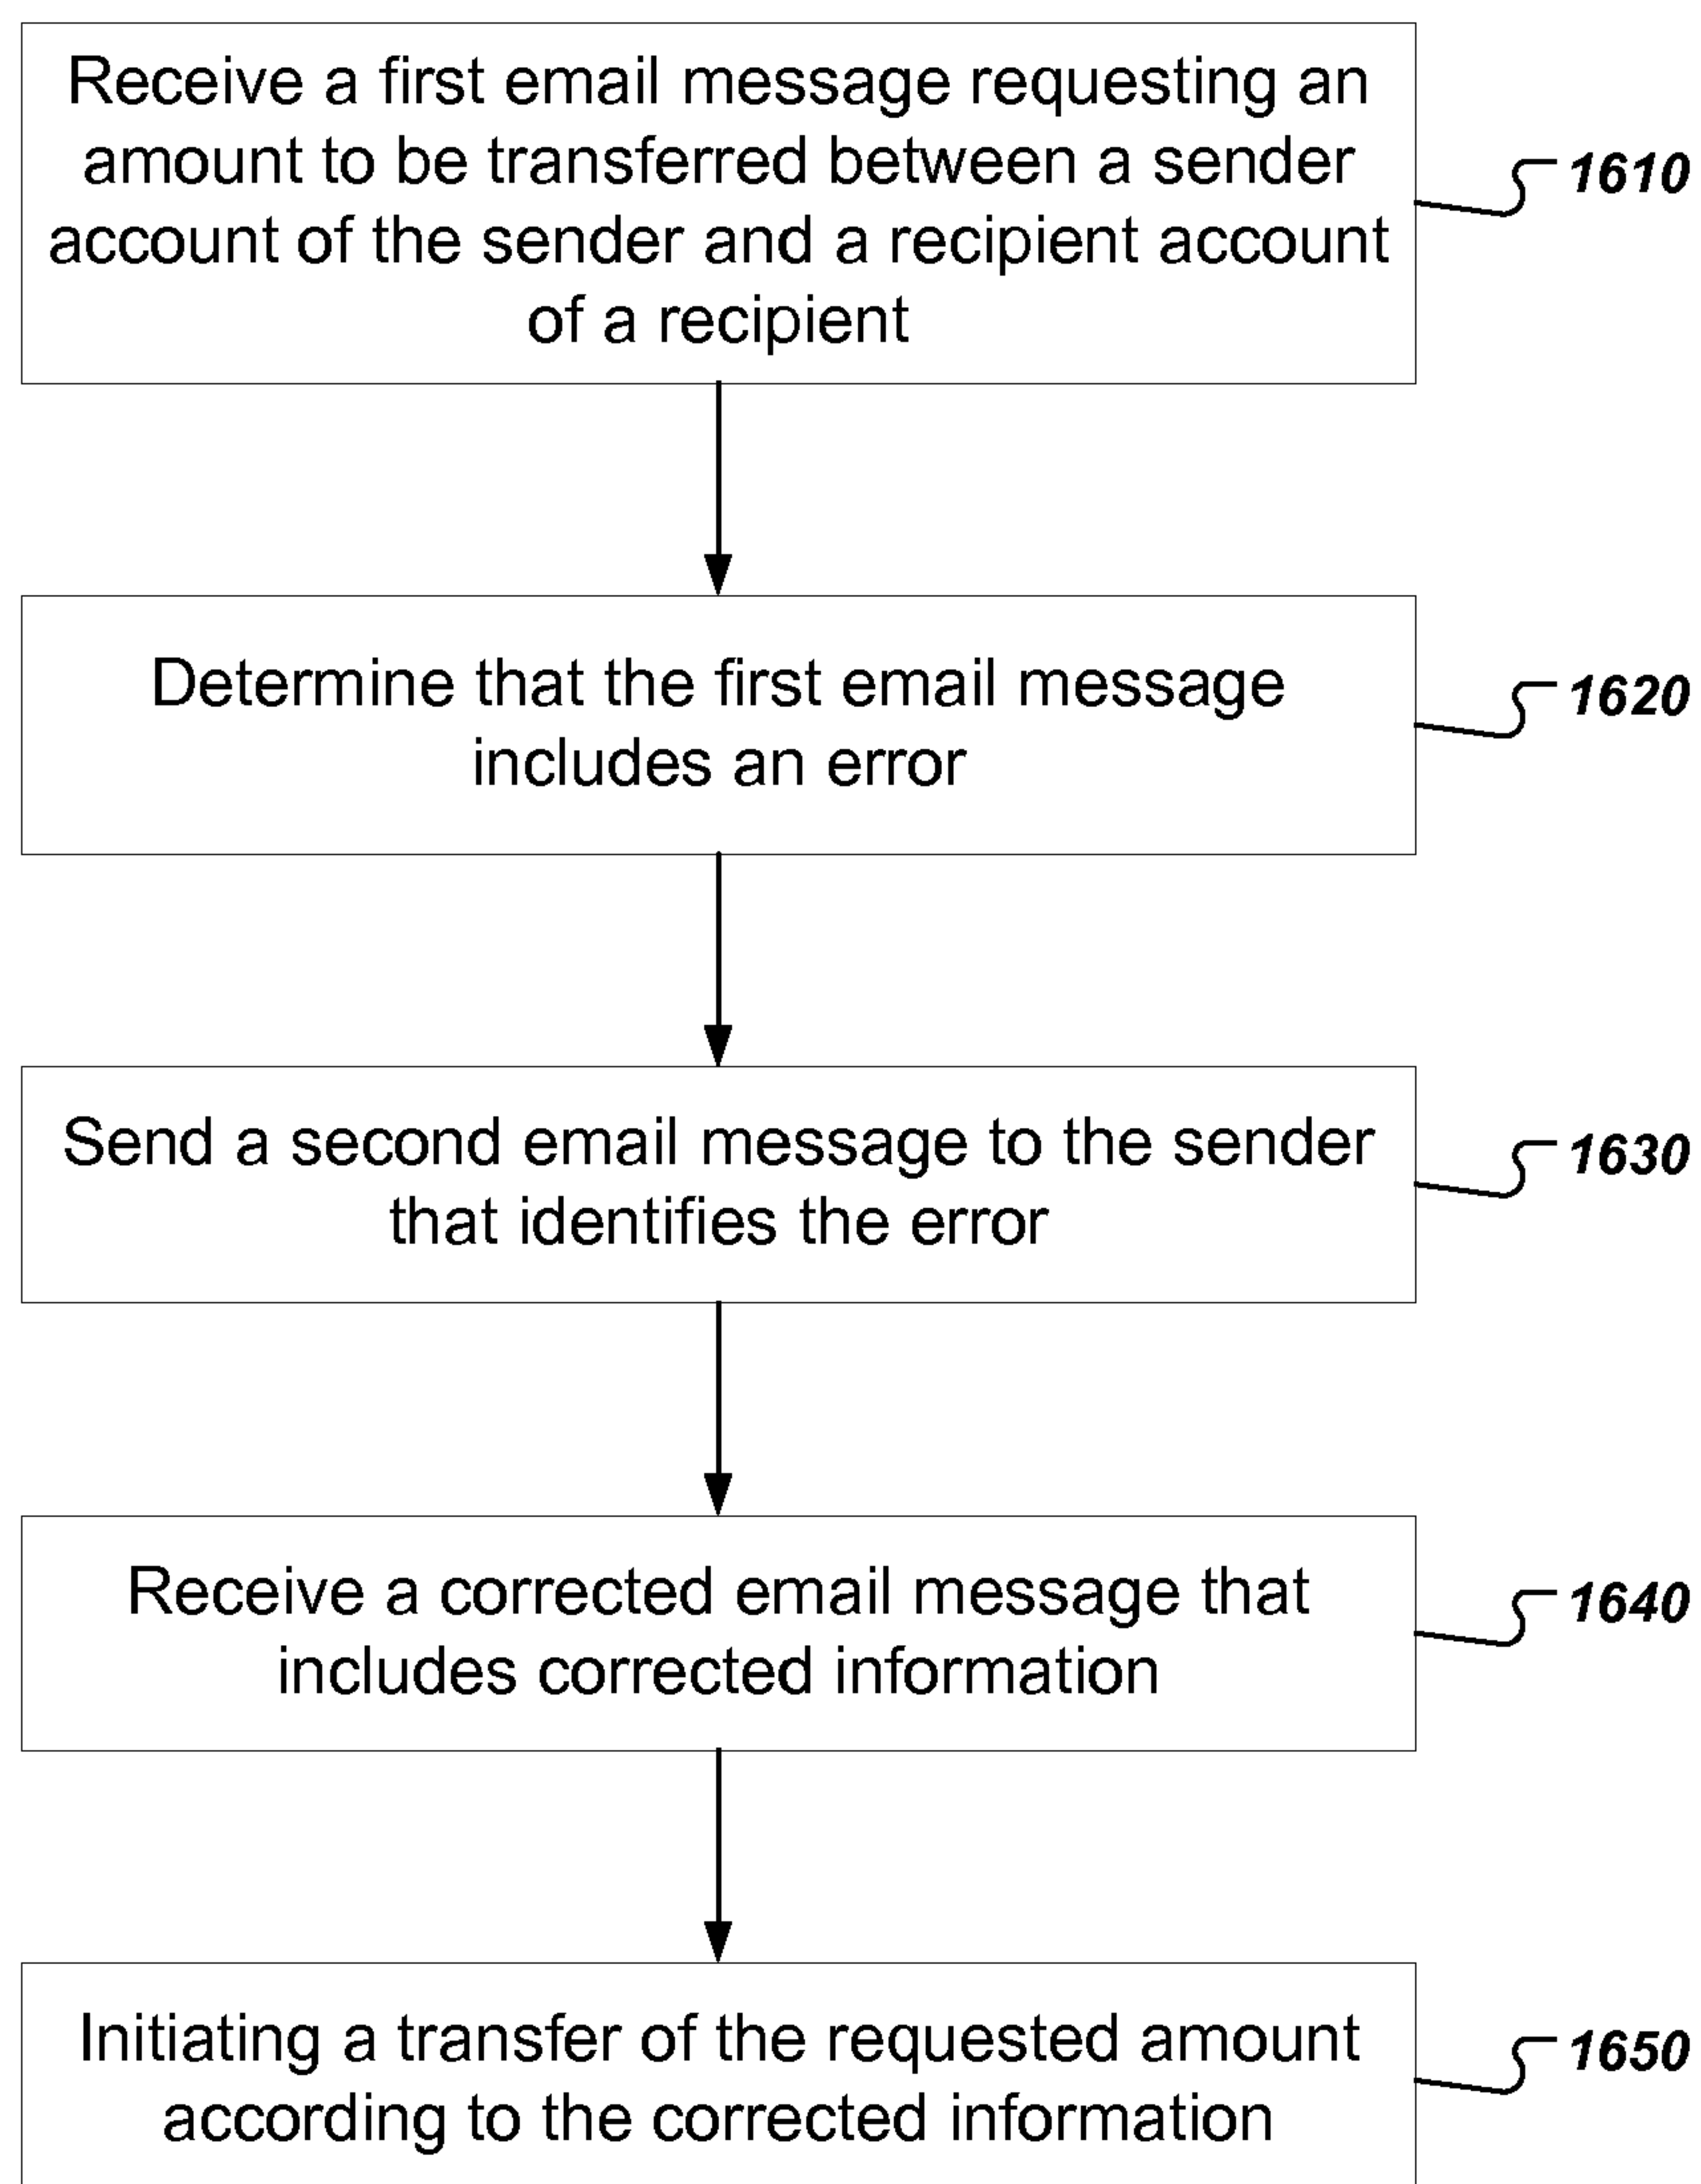 Receive a first email message requesting an
amount to be transferred between a sender
account of the sender and a recipient account
of a recipient
1610
Determine that the first email message
includes an error
1620
Send a second email message to the sender
that identifies the error
1630
Receive a corrected email message that
includes corrected information
1640
Initiating a transfer of the requested amount
according to the corrected information
1650